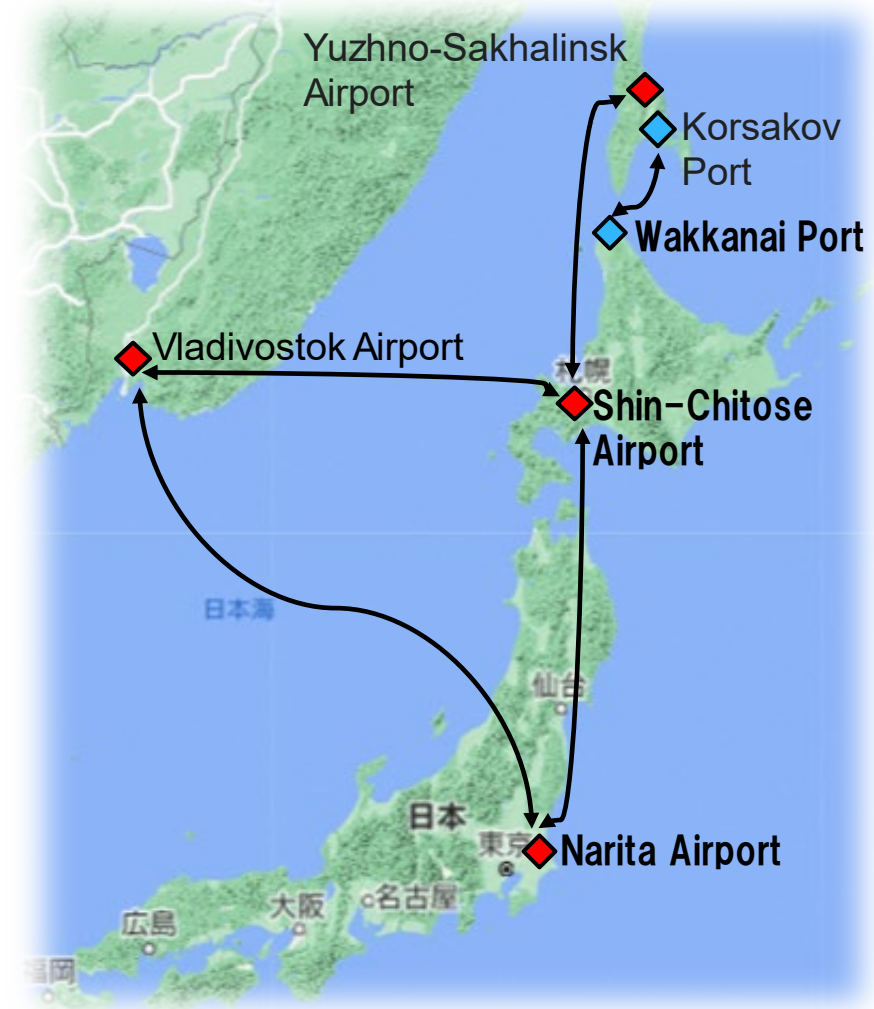 Yuzhno-Sakhalinsk
Airport
Korsakov
Port
Wakkanai Port
Vladivostok Airport
札幌
Shin-Chitose
Airport
日本海
仙台
日本
東京
Narita Airport
名古屋
大阪
広島
福岡